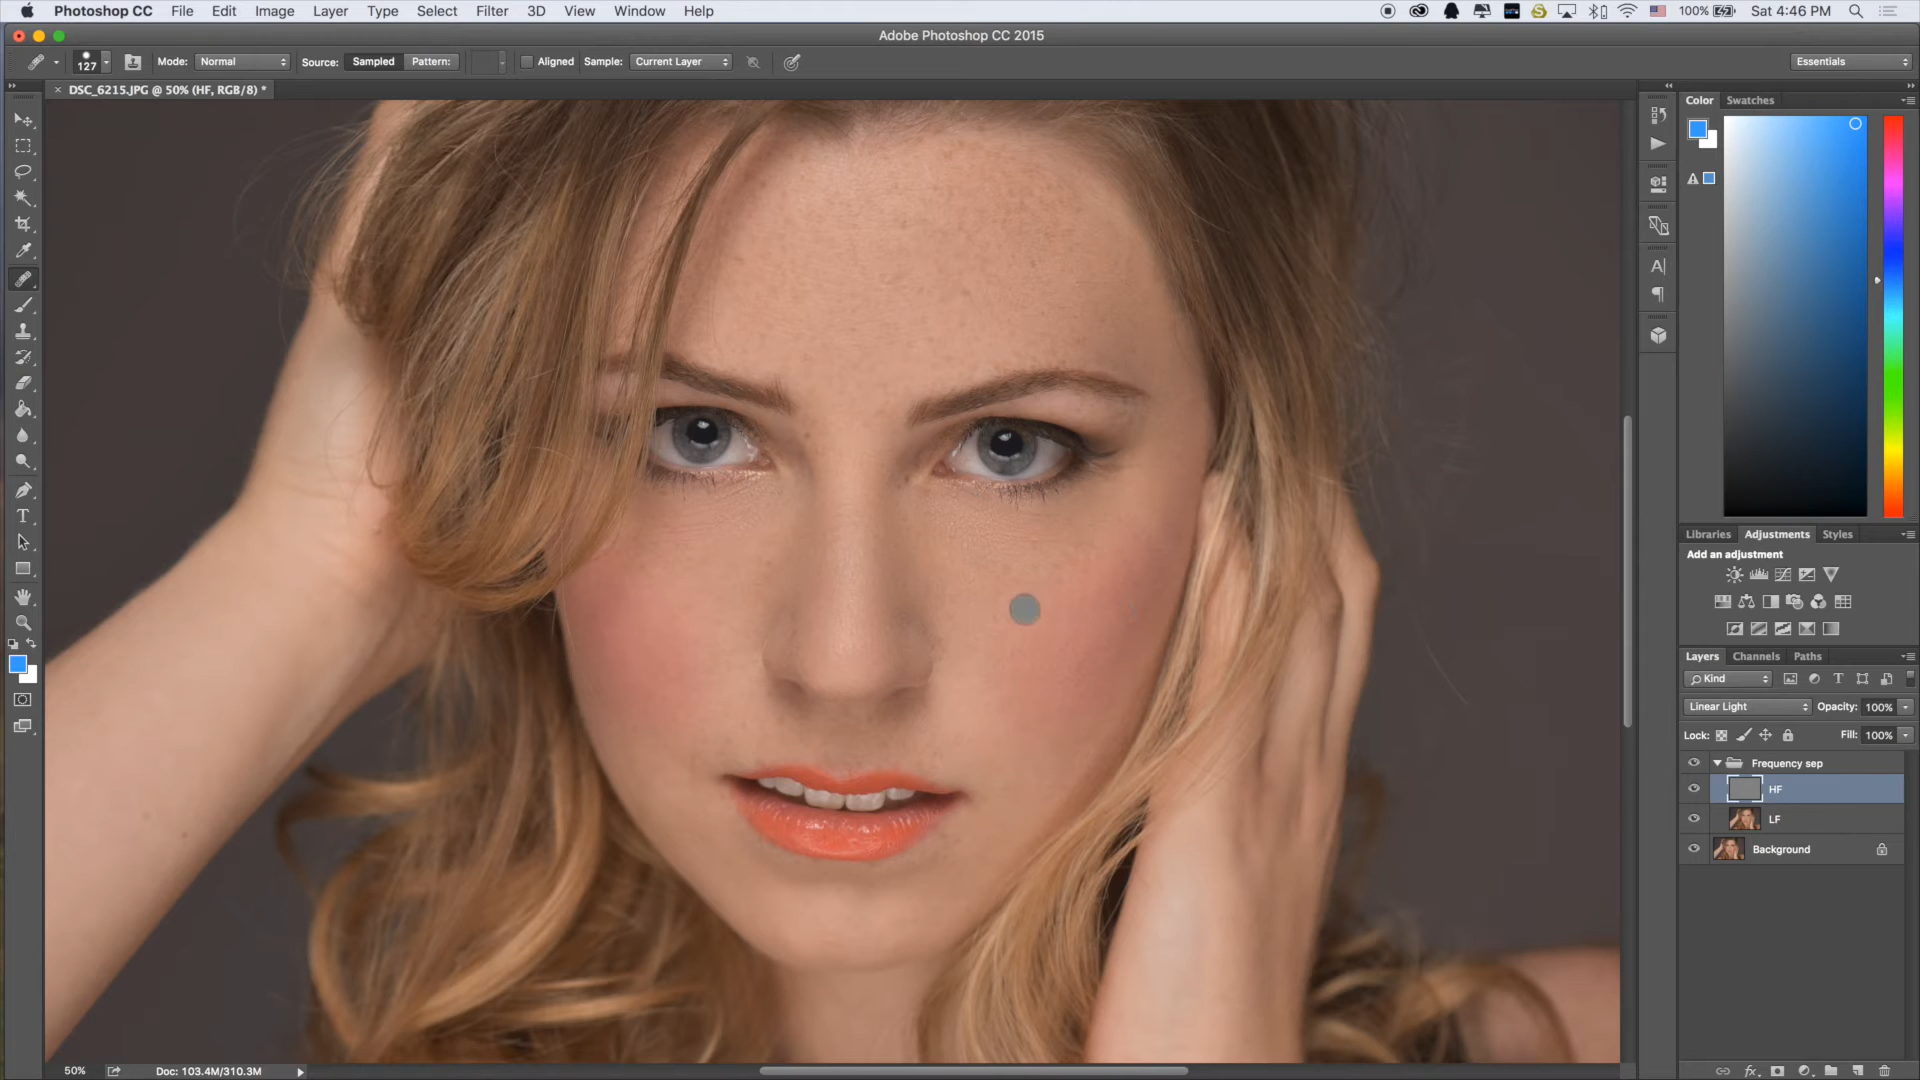 Photoshop CC File Edit Image Layer Type Select Filter 3D View Window Help
100% Sat 4:46 PM
Adobe Photoshop CC 2015
127 Mode: Normal Source: Sampled Pattern: Aligned Sample: Current Layer Essentials
× DSC_6215.JPG @ 50% (HF, RGB/8) *
Color Swatches
Libraries Adjustments Styles
Add an adjustment
Layers Channels Paths
Kind
Linear Light Opacity: 100%
Lock: Fill: 100%
Frequency sep
HF
LF
Background
50% Doc: 103.4M/310.3M